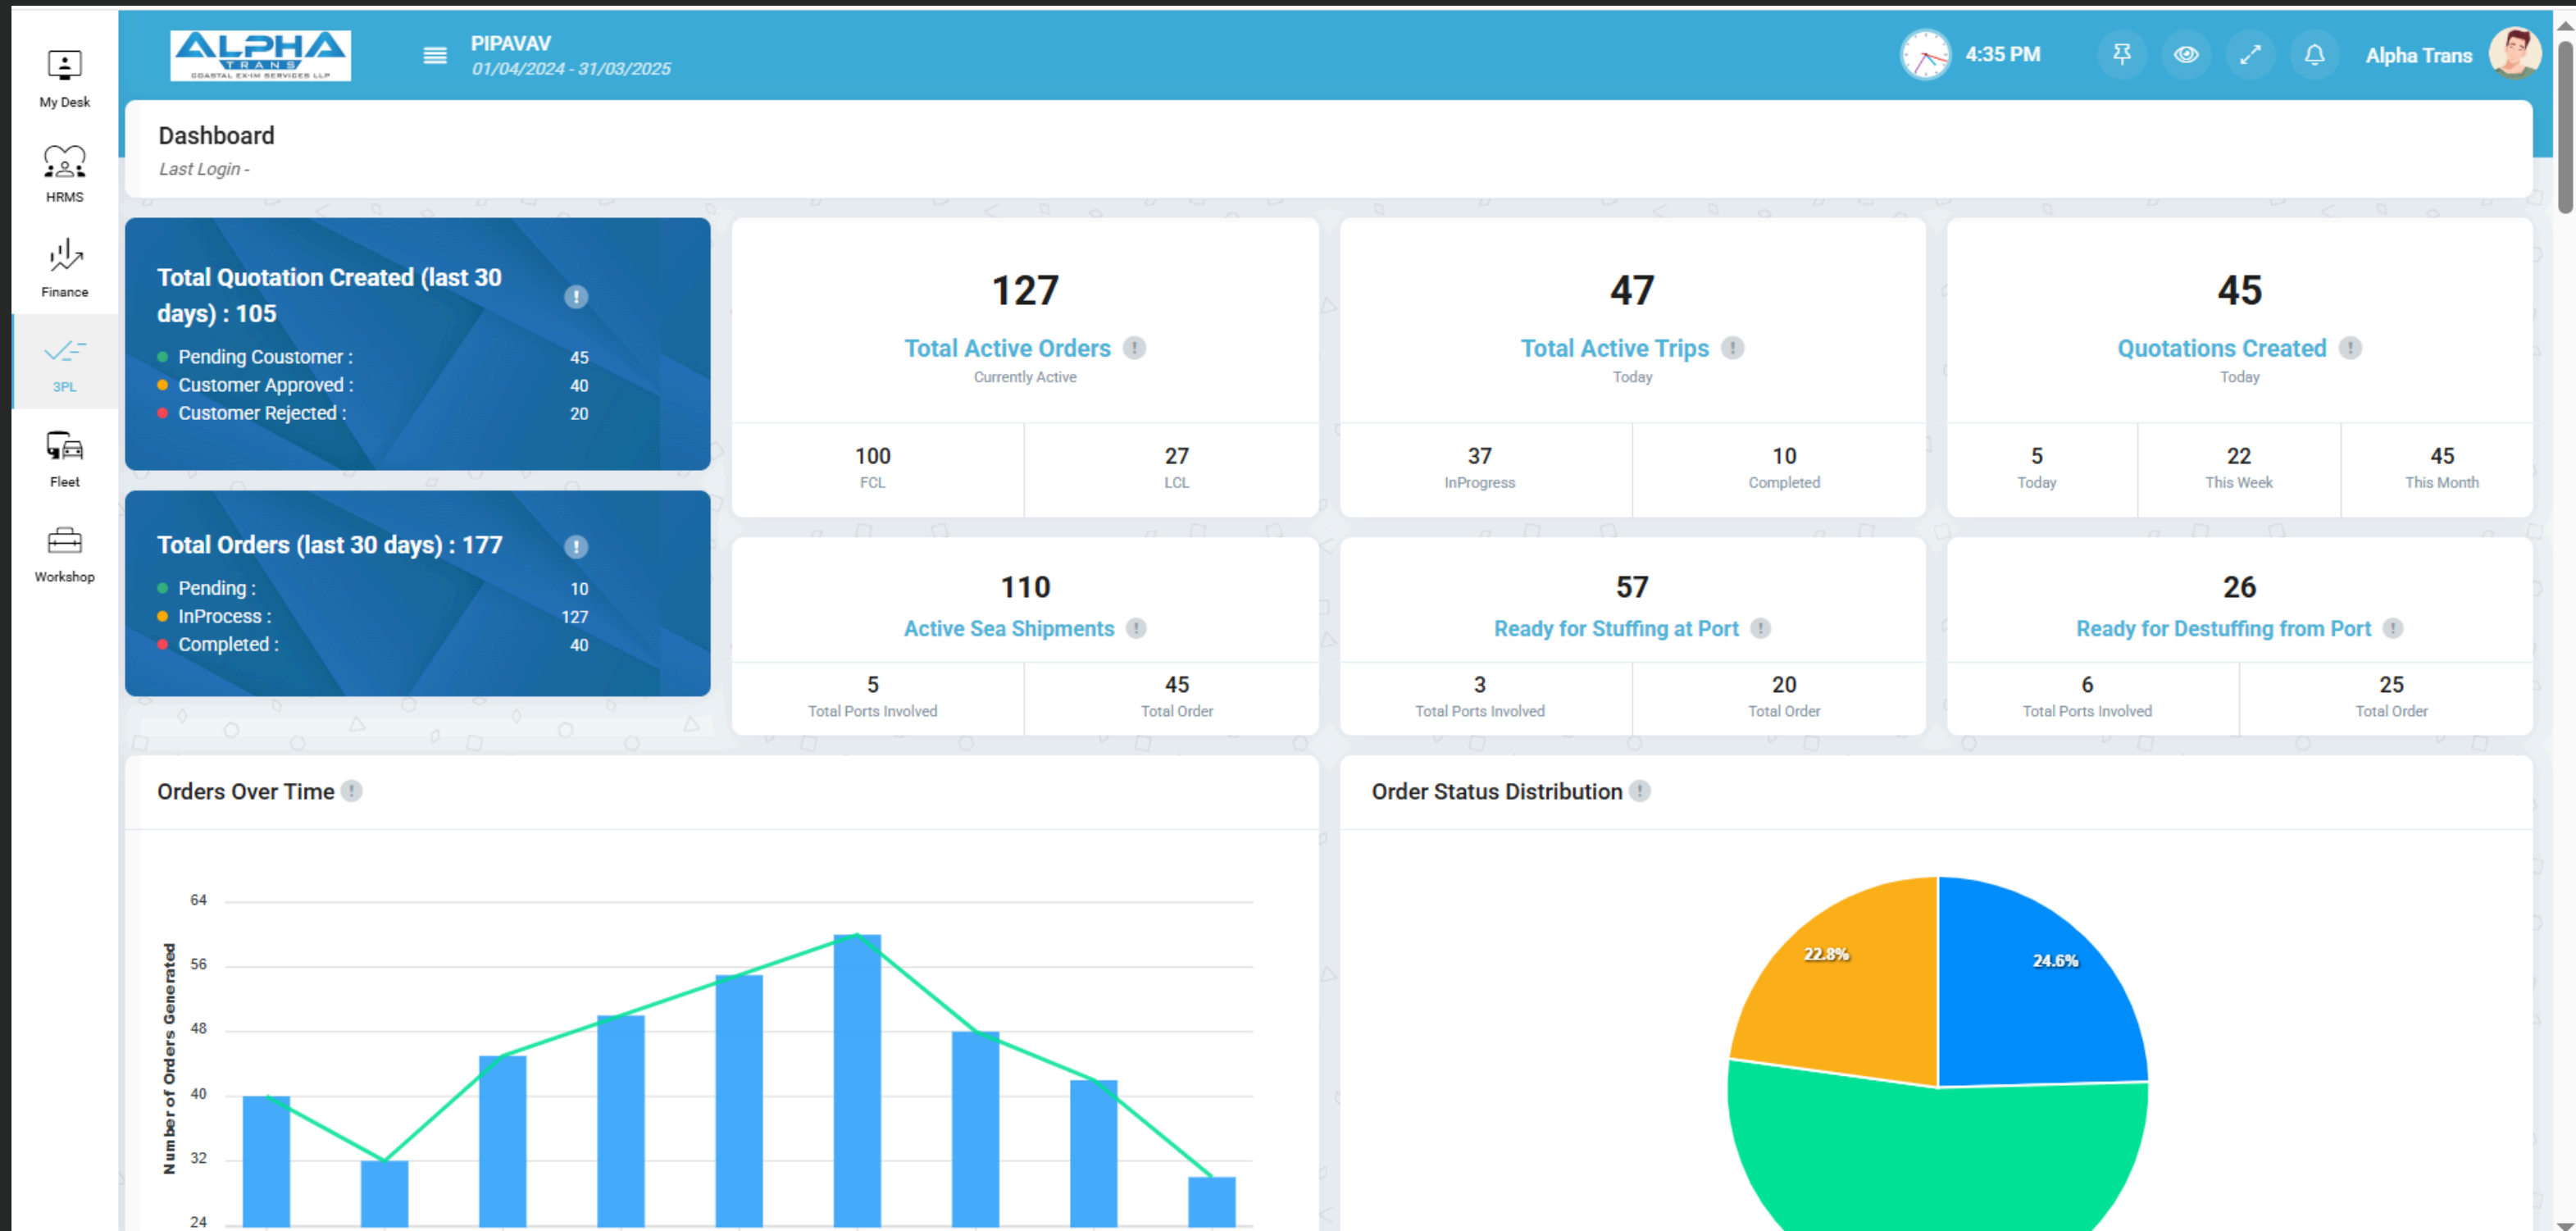 My Desk
HRMS
Finance
3PL
Fleet
Workshop
ALPHA
TRANS
COASTAL EX-IM SERVICES LLP
PIPAVAV
01/04/2024 - 31/03/2025
4:35 PM
Alpha Trans
Dashboard
Last Login -
Total Quotation Created (last 30
days) : 105
Pending Coustomer : 45
Customer Approved : 40
Customer Rejected : 20
Total Orders (last 30 days) : 177
Pending : 10
InProcess : 127
Completed : 40
127
Total Active Orders
Currently Active
100
FCL
27
LCL
47
Total Active Trips
Today
37
InProgress
10
Completed
45
Quotations Created
Today
5
Today
22
This Week
45
This Month
110
Active Sea Shipments
5
Total Ports Involved
45
Total Order
57
Ready for Stuffing at Port
3
Total Ports Involved
20
Total Order
26
Ready for Destuffing from Port
6
Total Ports Involved
25
Total Order
Orders Over Time
Number of Orders Generated
64
56
48
40
32
24
Order Status Distribution
22.8%
24.6%